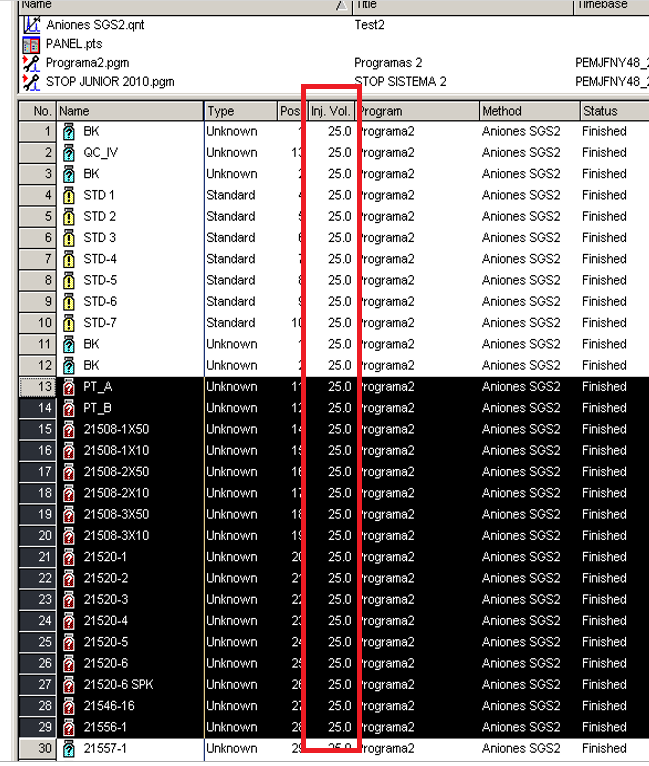 Name / Title Timebase
Aniones SGS2.qnt Test2
PANEL.pts
Programa2.pgm Programas 2 PEMJFNY48_2
STOP JUNIOR 2010.pgm STOP SISTEMA 2 PEMJFNY48_2
No. Name Type Pos. Inj. Vol. Program Method Status
1 BK Unknown 1 25.0 Programa2 Aniones SGS2 Finished
2 QC_IV Unknown 13 25.0 Programa2 Aniones SGS2 Finished
3 BK Unknown 2 25.0 Programa2 Aniones SGS2 Finished
4 STD 1 Standard 4 25.0 Programa2 Aniones SGS2 Finished
5 STD 2 Standard 5 25.0 Programa2 Aniones SGS2 Finished
6 STD 3 Standard 6 25.0 Programa2 Aniones SGS2 Finished
7 STD-4 Standard 7 25.0 Programa2 Aniones SGS2 Finished
8 STD-5 Standard 8 25.0 Programa2 Aniones SGS2 Finished
9 STD-6 Standard 9 25.0 Programa2 Aniones SGS2 Finished
10 STD-7 Standard 10 25.0 Programa2 Aniones SGS2 Finished
11 BK Unknown 1 25.0 Programa2 Aniones SGS2 Finished
12 BK Unknown 2 25.0 Programa2 Aniones SGS2 Finished
13 PT_A Unknown 11 25.0 Programa2 Aniones SGS2 Finished
14 PT_B Unknown 12 25.0 Programa2 Aniones SGS2 Finished
15 21508-1X50 Unknown 14 25.0 Programa2 Aniones SGS2 Finished
16 21508-1X10 Unknown 15 25.0 Programa2 Aniones SGS2 Finished
17 21508-2X50 Unknown 16 25.0 Programa2 Aniones SGS2 Finished
18 21508-2X10 Unknown 17 25.0 Programa2 Aniones SGS2 Finished
19 21508-3X50 Unknown 18 25.0 Programa2 Aniones SGS2 Finished
20 21508-3X10 Unknown 19 25.0 Programa2 Aniones SGS2 Finished
21 21520-1 Unknown 20 25.0 Programa2 Aniones SGS2 Finished
22 21520-2 Unknown 21 25.0 Programa2 Aniones SGS2 Finished
23 21520-3 Unknown 22 25.0 Programa2 Aniones SGS2 Finished
24 21520-4 Unknown 23 25.0 Programa2 Aniones SGS2 Finished
25 21520-5 Unknown 24 25.0 Programa2 Aniones SGS2 Finished
26 21520-6 Unknown 25 25.0 Programa2 Aniones SGS2 Finished
27 21520-6 SPK Unknown 26 25.0 Programa2 Aniones SGS2 Finished
28 21546-16 Unknown 27 25.0 Programa2 Aniones SGS2 Finished
29 21556-1 Unknown 28 25.0 Programa2 Aniones SGS2 Finished
30 21557-1 Unknown 29 25.0 Programa2 Aniones SGS2 Finished